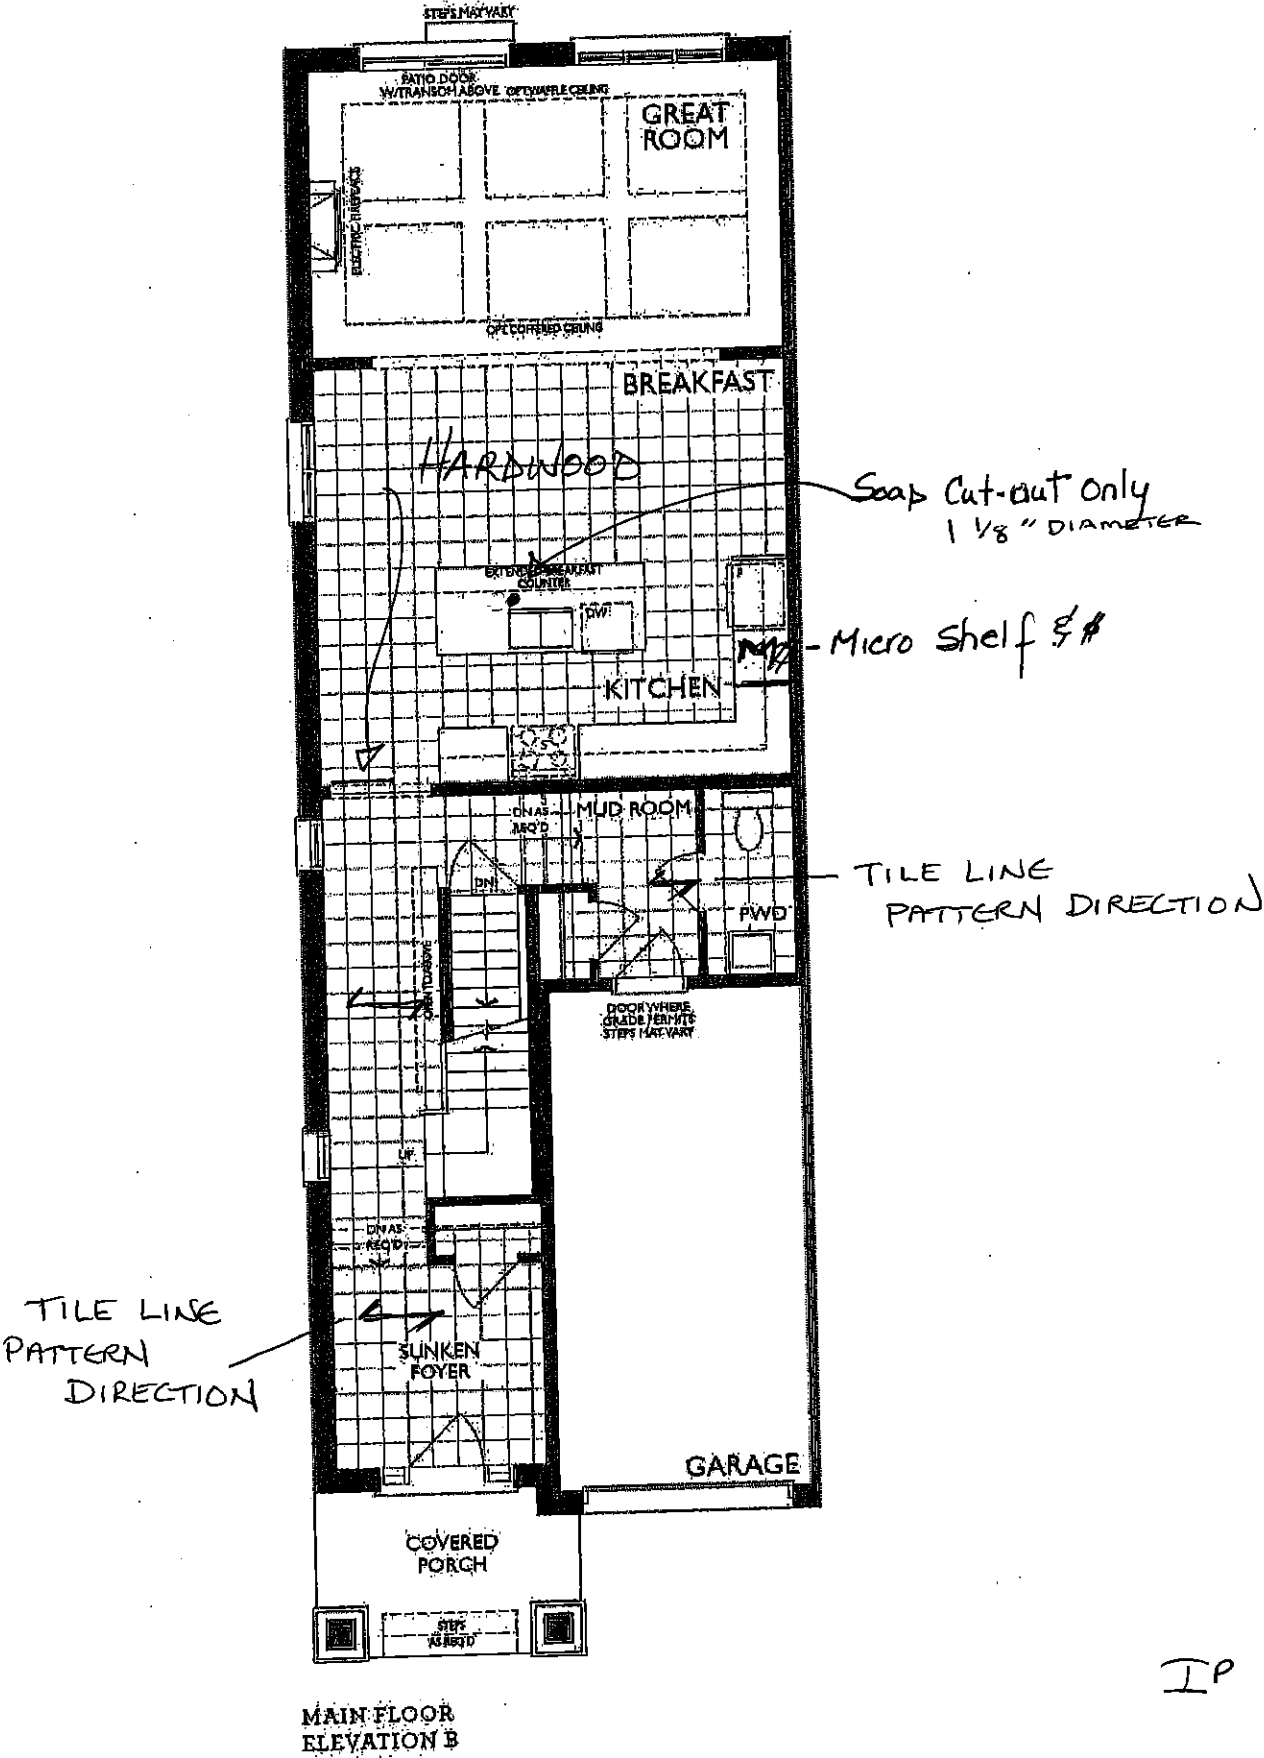 STEPS MAY VARY
PATIO DOOR
W/TRANSOM ABOVE OPT WAFFLE CEILING
GREAT
ROOM
ELECTRIC FIREPLACE
OPT COFFERED CEILING
BREAKFAST
HARDWOOD
Soap Cut-out Only
1 1/8" DIAMETER
EXTENDED BREAKFAST
COUNTER
F
DW
Micro Shelf &
KITCHEN
S
DN AS
REQ'D
MUD ROOM
DN
TILE LINE
PATTERN DIRECTION
PWD
OPEN TO ABOVE
DOOR WHERE
GRADE PERMITS
STEPS MAY VARY
UP
DN AS
REQ'D
TILE LINE
PATTERN
DIRECTION
SUNKEN
FOYER
GARAGE
COVERED
PORCH
STEPS
AS REQ'D
IP
MAIN FLOOR
ELEVATION B